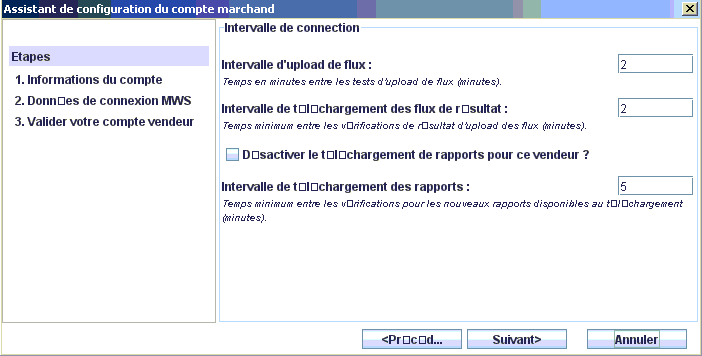 Assistant de configuration du compte marchand
Etapes
1. Informations du compte
2. Donn□es de connexion MWS
3. Valider votre compte vendeur
Intervalle de connection
Intervalle d'upload de flux :
2
Temps en minutes entre les tests d'upload de flux (minutes).
Intervalle de t□l□chargement des flux de r□sultat :
2
Temps minimum entre les v□rifications de r□sultat d'upload des flux (minutes).
D□sactiver le t□l□chargement de rapports pour ce vendeur ?
Intervalle de t□l□chargement des rapports :
5
Temps minimum entre les v□rifications pour les nouveaux rapports disponibles au t□l□chargement
(minutes).
<Pr□c□d...
Suivant>
Annuler